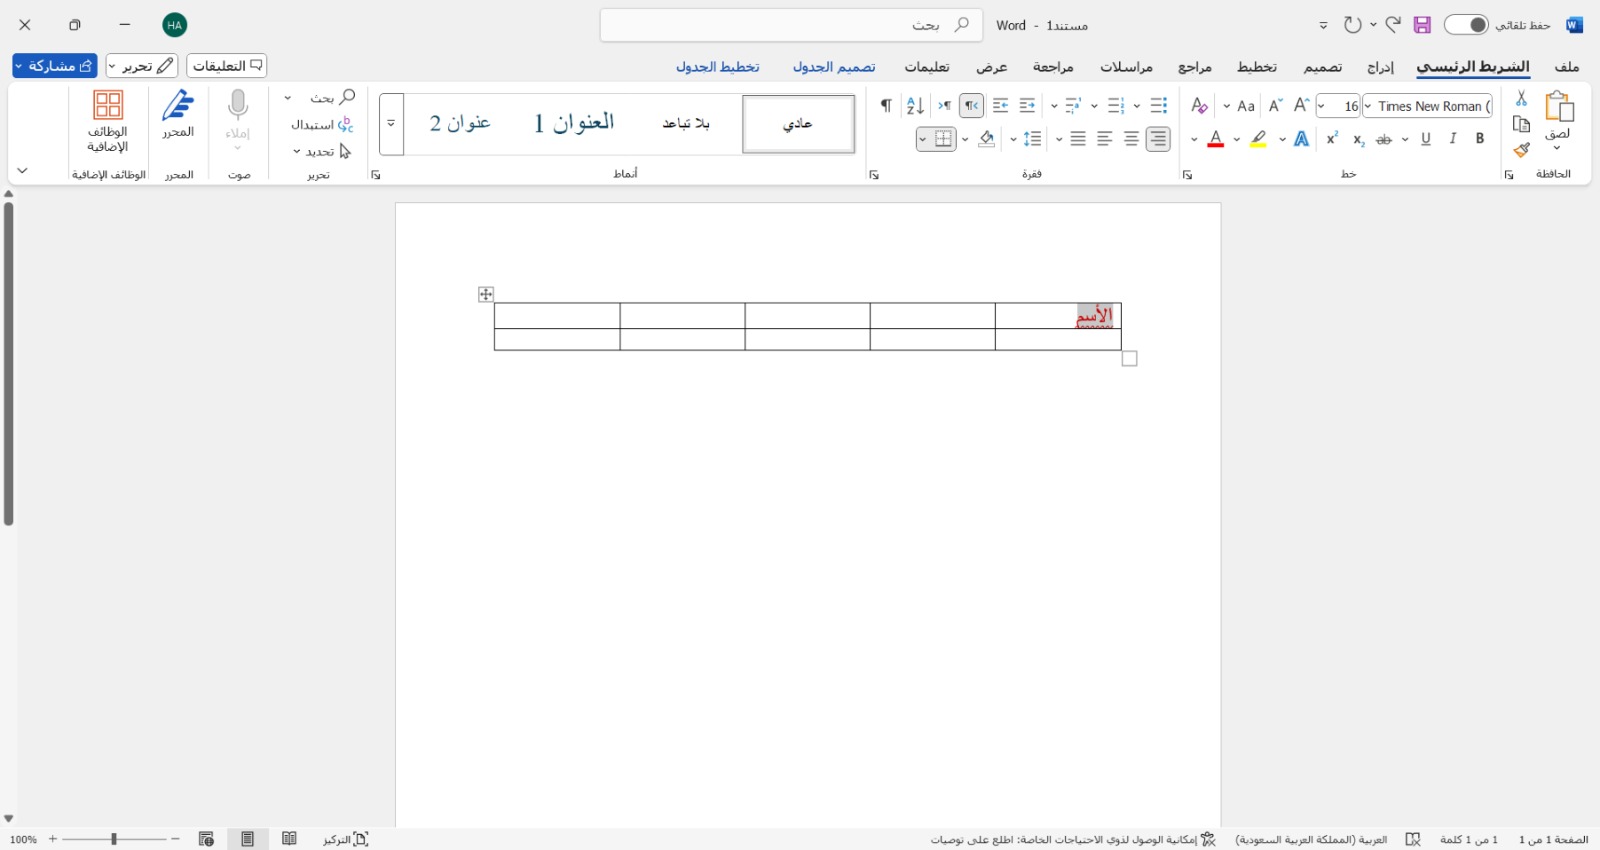 حفظ تلقائي
مستند1 - Word
بحث
HA
ملف
الشريط الرئيسي
إدراج
تصميم
تخطيط
مراجع
مراسلات
مراجعة
عرض
تعليمات
تصميم الجدول
تخطيط الجدول
التعليقات
تحرير
مشاركة
لصق
الحافظة
Times New Roman (
16
Aa
B I U ab x₂ x²
خط
فقرة
عادي
بلا تباعد
العنوان 1
عنوان 2
أنماط
بحث
استبدال
تحديد
تحرير
إملاء
صوت
المحرر
المحرر
الوظائف
الإضافية
الوظائف الإضافية
الأسم
الصفحة 1 من 1
1 من 1 كلمة
العربية (المملكة العربية السعودية)
إمكانية الوصول لذوي الاحتياجات الخاصة: اطلع على توصيات
التركيز
100%